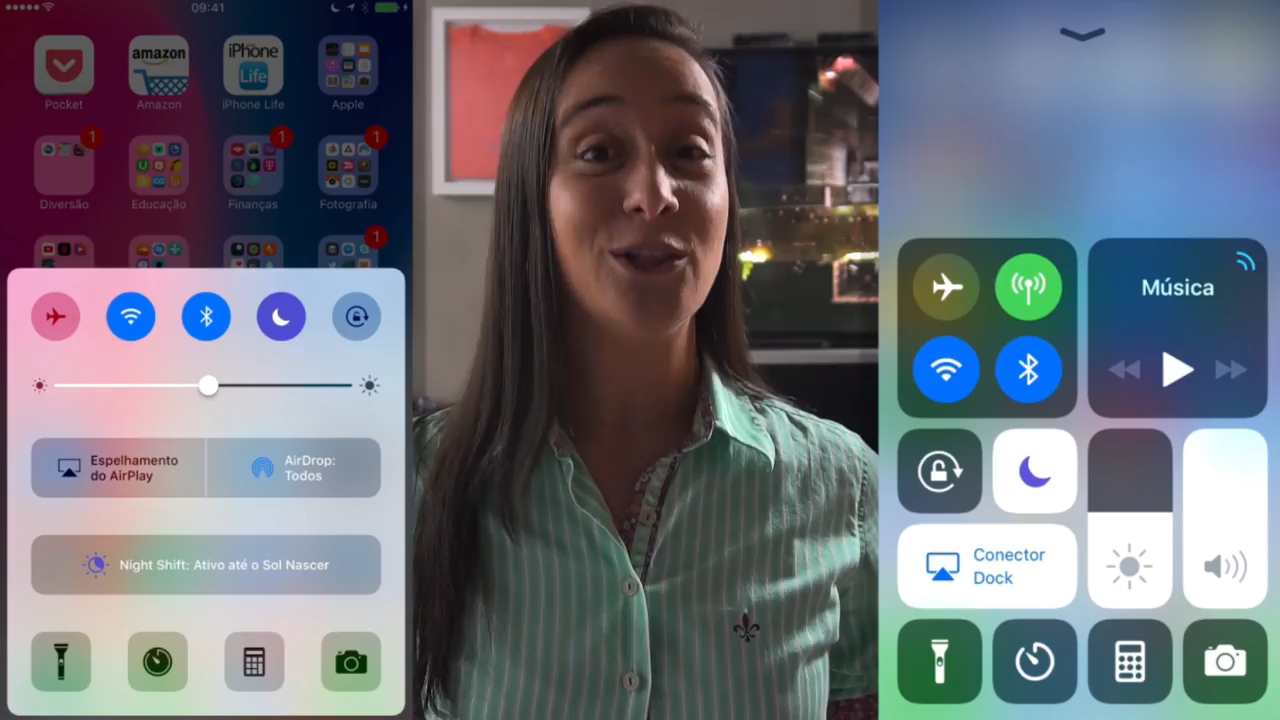 09:41
amazon
iPhone
Life
Pocket
Amazon
iPhone Life
Apple
1
1
1
Diversão
Educação
Finanças
Fotografia
1
Espelhamento
do AirPlay
AirDrop:
Todos
Night Shift: Ativo até o Sol Nascer
Música
Conector
Dock